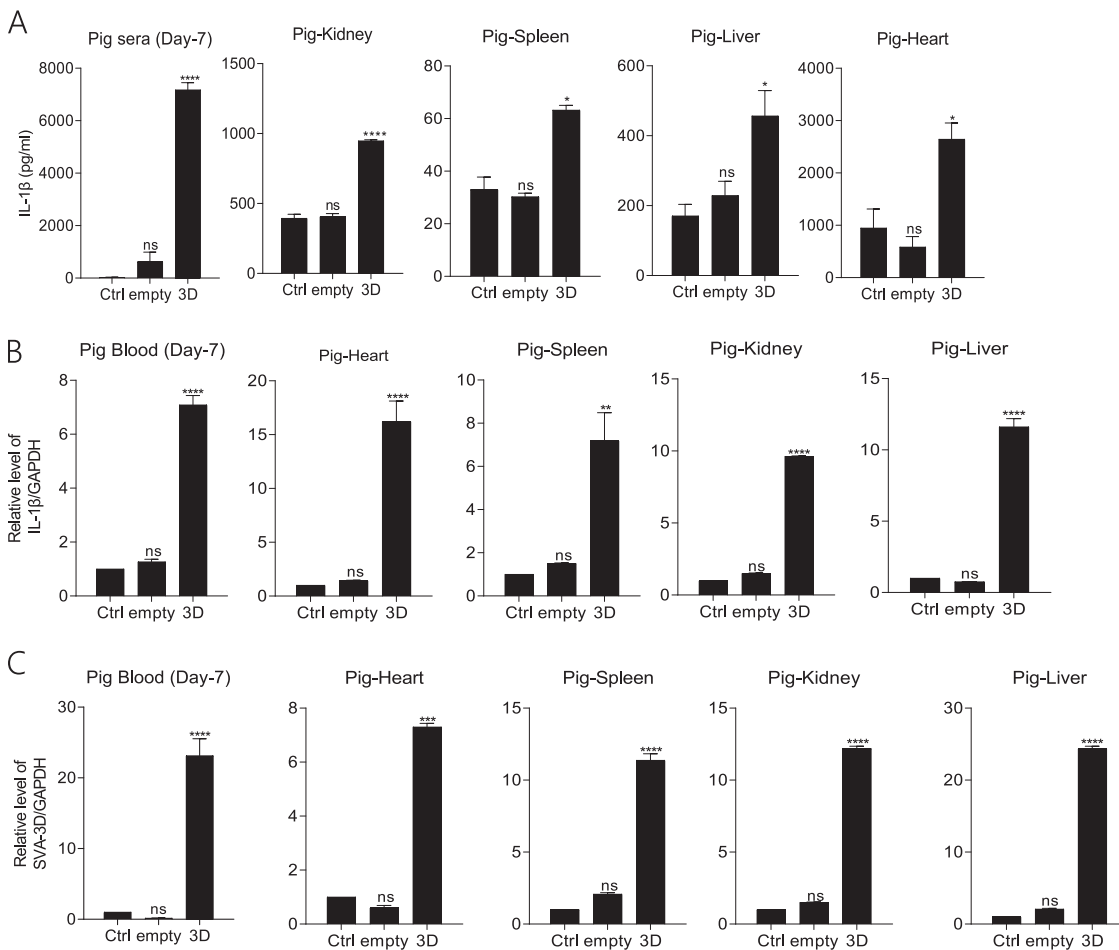 A
Pig sera (Day-7)
Pig-Kidney
Pig-Spleen
Pig-Liver
Pig-Heart
IL-1β (pg/ml)
8000
6000
4000
2000
0
ns
****
Ctrl empty 3D
1500
1000
500
0
ns
****
Ctrl empty 3D
60
40
20
0
ns
*
Ctrl empty 3D
600
400
200
0
ns
*
Ctrl empty 3D
4000
3000
2000
1000
0
ns
*
Ctrl empty 3D
B
Pig Blood (Day-7)
Pig-Heart
Pig-Spleen
Pig-Kidney
Pig-Liver
Relative level of
IL-1β/GAPDH
8
6
4
2
0
ns
****
Ctrl empty 3D
20
15
10
5
0
ns
****
Ctrl empty 3D
10
8
6
4
2
0
ns
**
Ctrl empty 3D
15
10
5
0
ns
****
Ctrl empty 3D
15
10
5
0
ns
****
Ctrl empty 3D
C
Pig Blood (Day-7)
Pig-Heart
Pig-Spleen
Pig-Kidney
Pig-Liver
Relative level of
SVA-3D/GAPDH
30
20
10
0
ns
****
Ctrl empty 3D
8
6
4
2
0
ns
***
Ctrl empty 3D
15
10
5
0
ns
****
Ctrl empty 3D
15
10
5
0
ns
****
Ctrl empty 3D
30
20
10
0
ns
****
Ctrl empty 3D